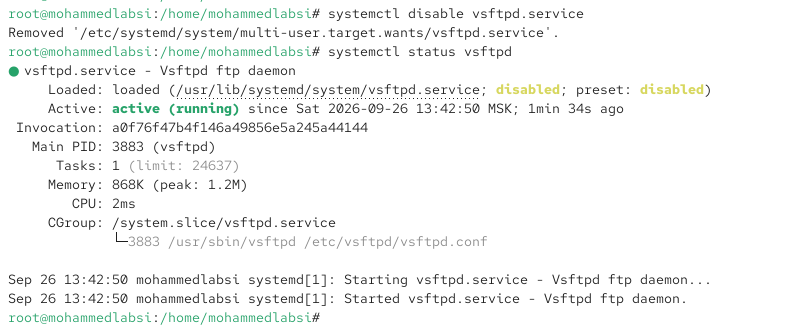 root@mohammedlabsi:/home/mohammedlabsi# systemctl disable vsftpd.service
Removed '/etc/systemd/system/multi-user.target.wants/vsftpd.service'.
root@mohammedlabsi:/home/mohammedlabsi# systemctl status vsftpd
● vsftpd.service - Vsftpd ftp daemon
     Loaded: loaded (/usr/lib/systemd/system/vsftpd.service; disabled; preset: disabled)
     Active: active (running) since Sat 2026-09-26 13:42:50 MSK; 1min 34s ago
 Invocation: a0f76f47b4f146a49856e5a245a44144
   Main PID: 3883 (vsftpd)
      Tasks: 1 (limit: 24637)
     Memory: 868K (peak: 1.2M)
        CPU: 2ms
     CGroup: /system.slice/vsftpd.service
             └─3883 /usr/sbin/vsftpd /etc/vsftpd/vsftpd.conf
Sep 26 13:42:50 mohammedlabsi systemd[1]: Starting vsftpd.service - Vsftpd ftp daemon...
Sep 26 13:42:50 mohammedlabsi systemd[1]: Started vsftpd.service - Vsftpd ftp daemon.
root@mohammedlabsi:/home/mohammedlabsi#